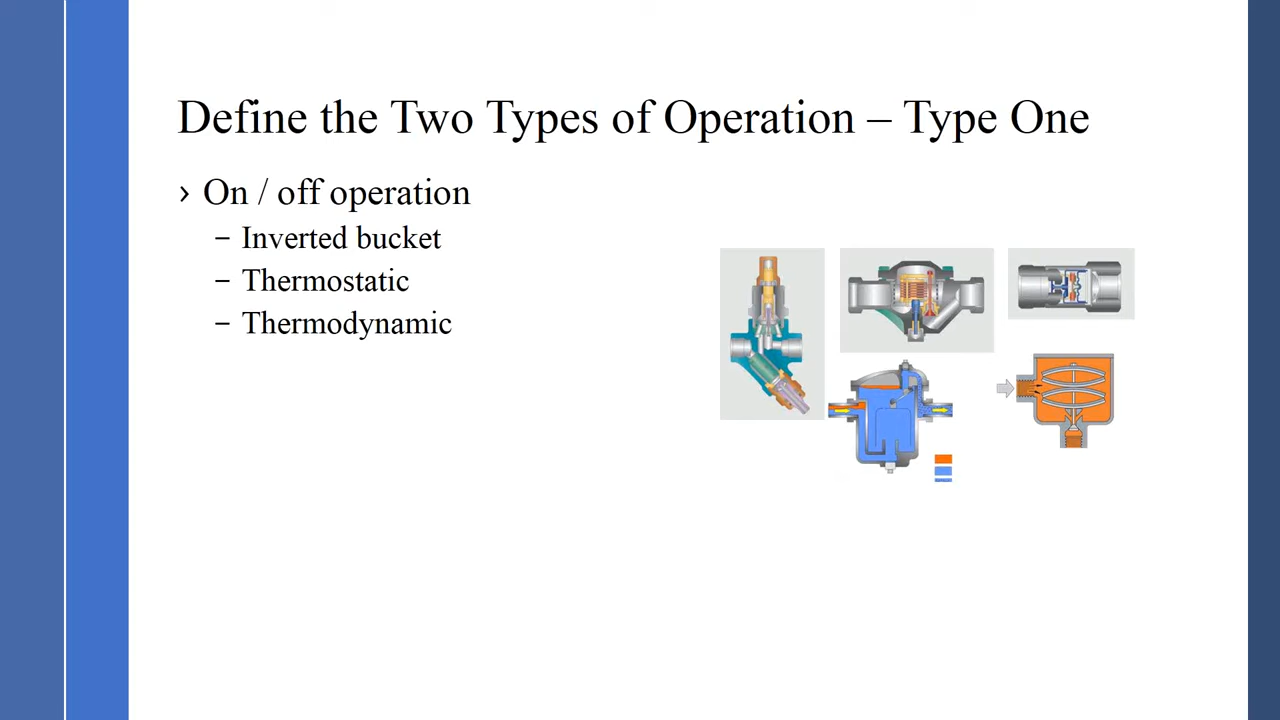 Define the Two Types of Operation – Type One
› On / off operation
– Inverted bucket
– Thermostatic
– Thermodynamic